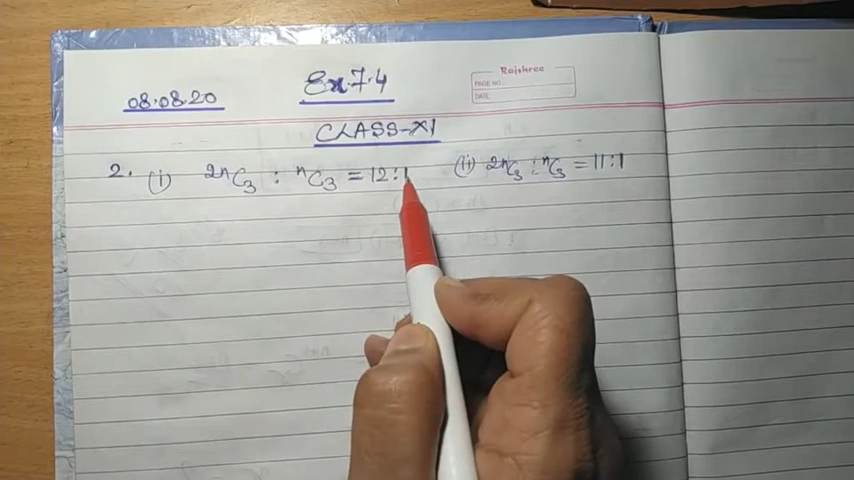 Rajshree
PAGE NO.
DATE
08.08.20
Ex.7.4
CLASS-XI
2. (i) ²ⁿC₃ : ⁿC₃ = 12:1 (ii) ²ⁿC₃ : ⁿC₃ = 11:1